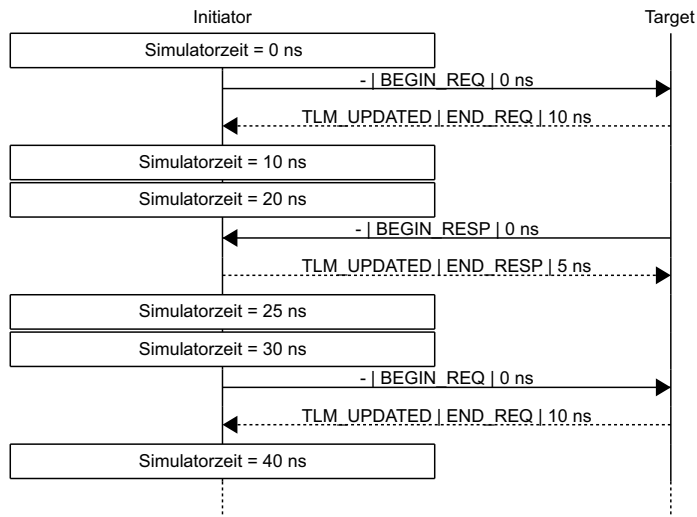 Initiator Target
Simulatorzeit = 0 ns
- | BEGIN_REQ | 0 ns
TLM_UPDATED | END_REQ | 10 ns
Simulatorzeit = 10 ns
Simulatorzeit = 20 ns
- | BEGIN_RESP | 0 ns
TLM_UPDATED | END_RESP | 5 ns
Simulatorzeit = 25 ns
Simulatorzeit = 30 ns
- | BEGIN_REQ | 0 ns
TLM_UPDATED | END_REQ | 10 ns
Simulatorzeit = 40 ns